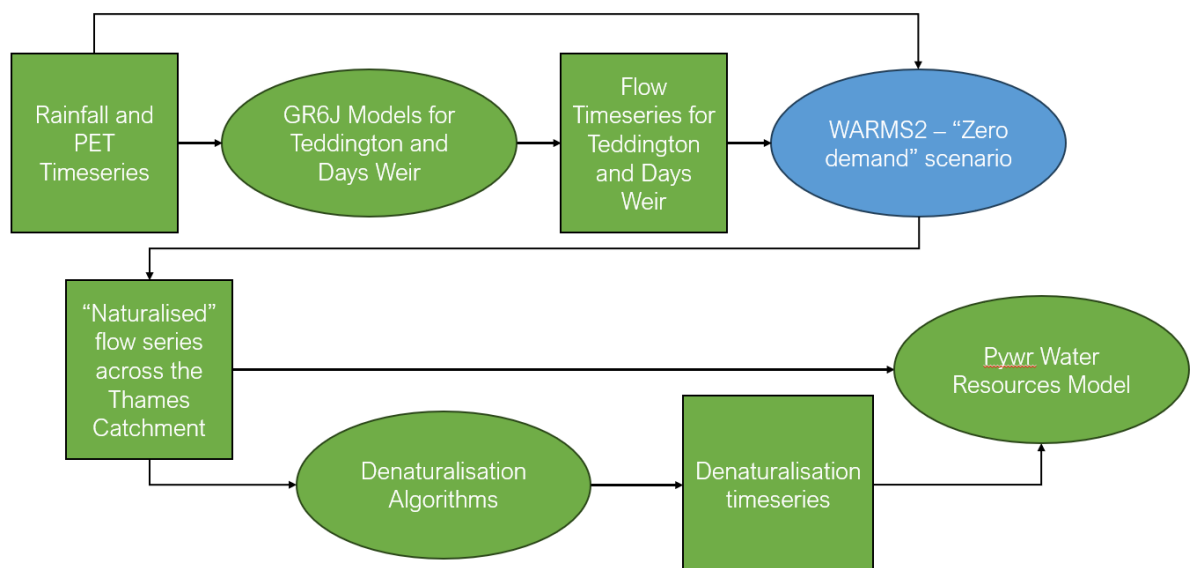 Rainfall and
PET
Timeseries
GR6J Models for
Teddington and
Days Weir
Flow
Timeseries for
Teddington
and Days
Weir
WARMS2 – “Zero
demand” scenario
“Naturalised”
flow series
across the
Thames
Catchment
Pywr Water
Resources Model
Denaturalisation
Algorithms
Denaturalisation
timeseries